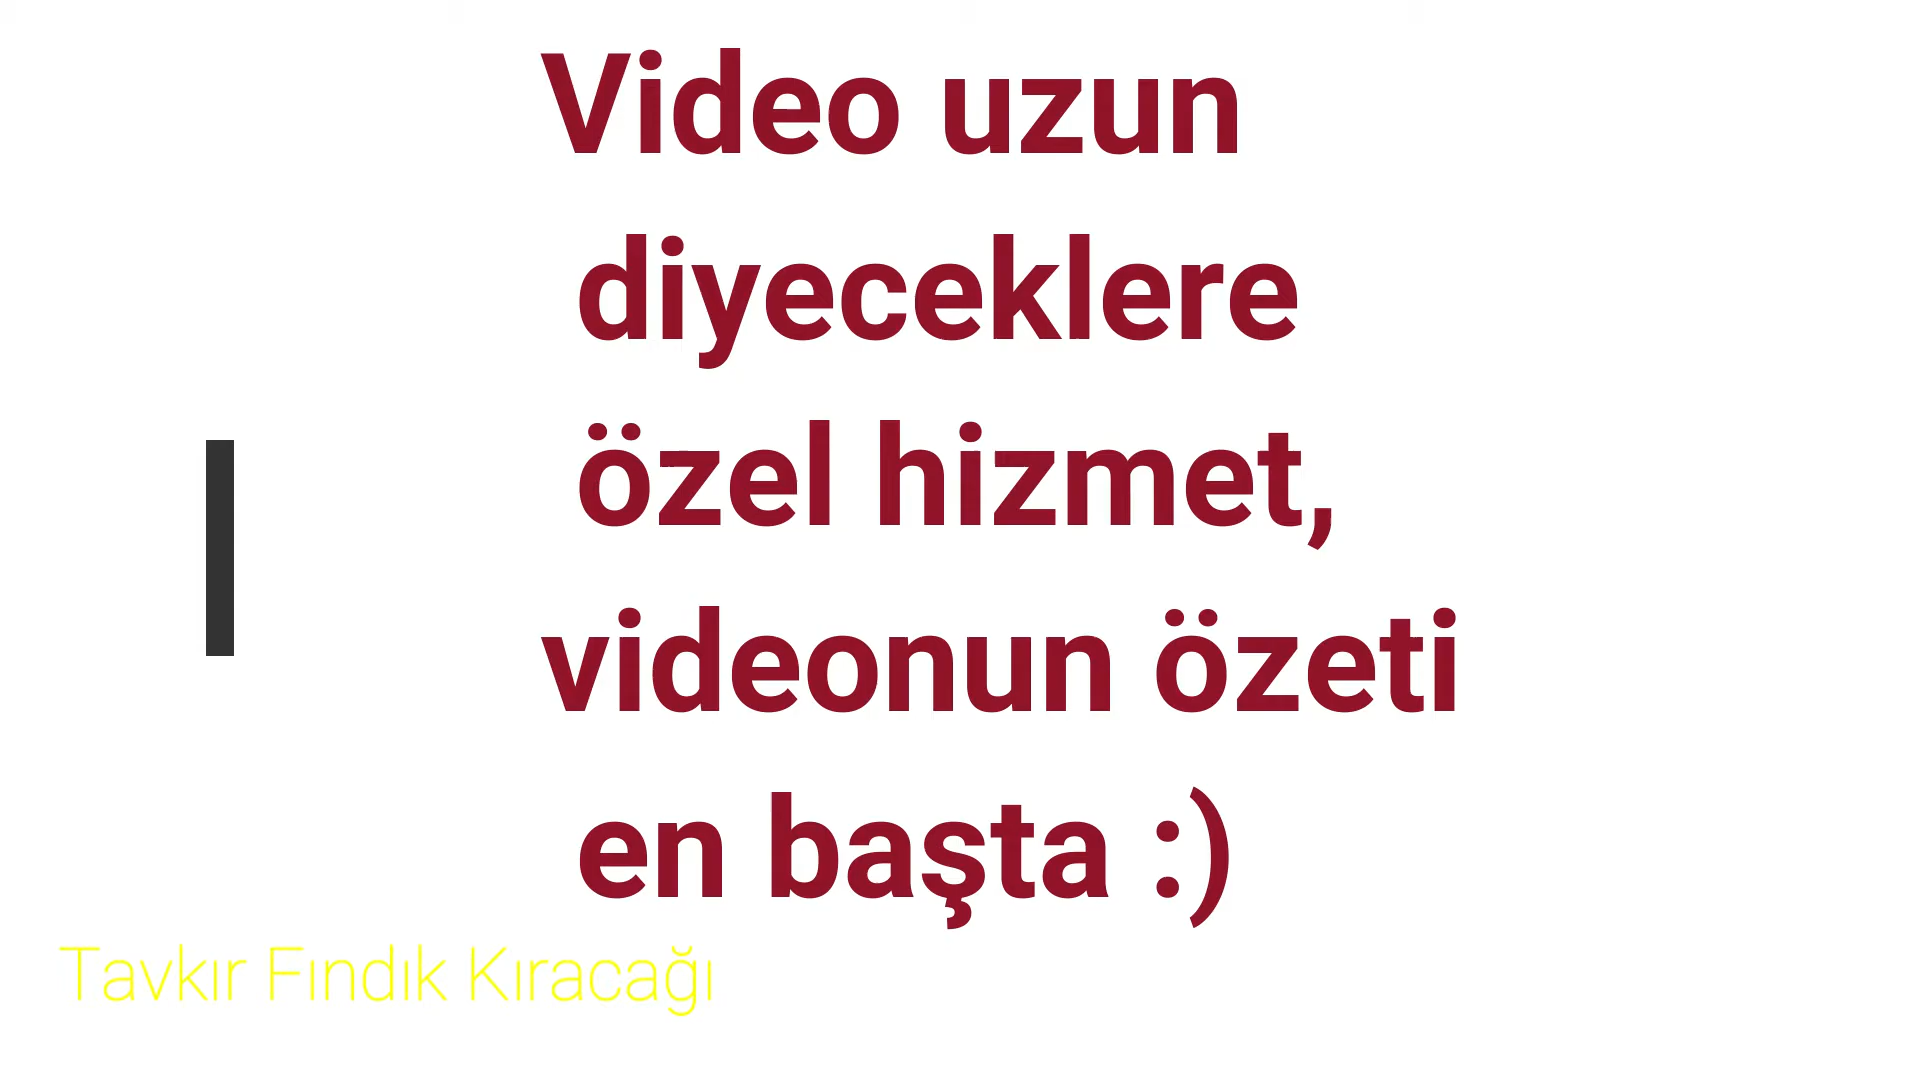 Video uzun
diyeceklere
özel hizmet,
videonun özeti
en başta :)
Tavkır Fındık Kıracağı